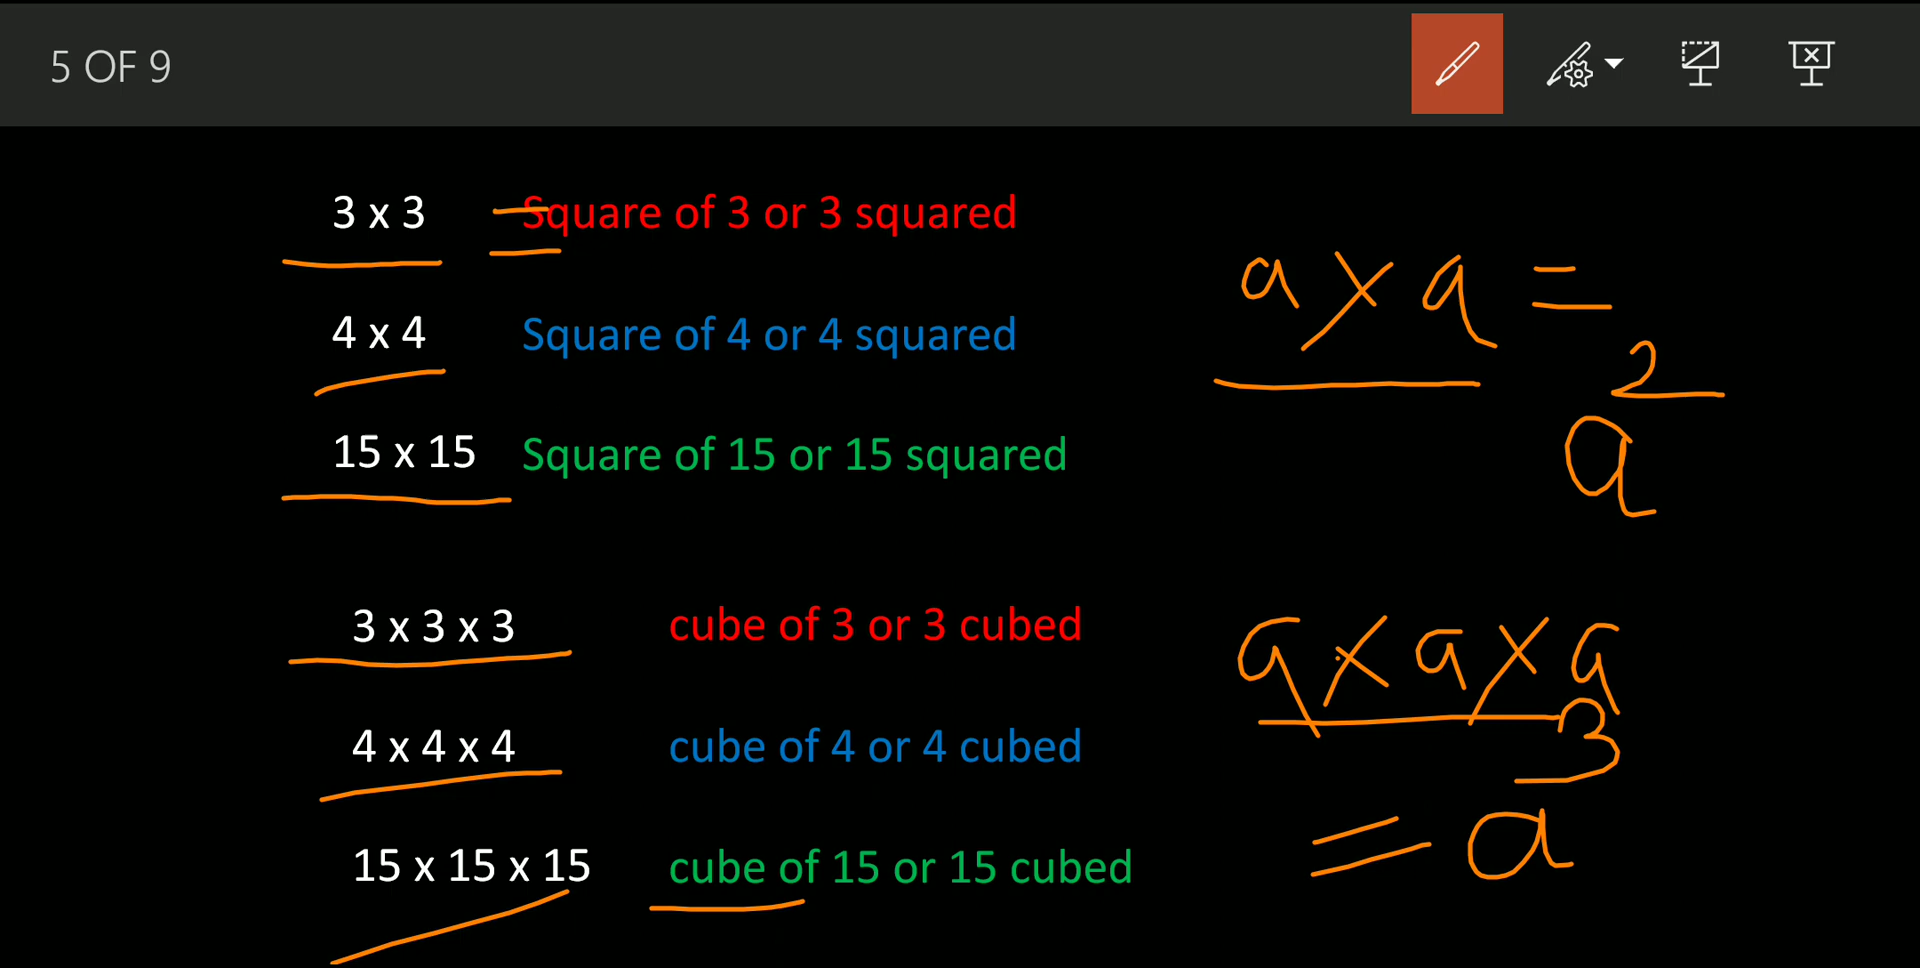 5 OF 9
3 x 3 Square of 3 or 3 squared
4 x 4 Square of 4 or 4 squared
15 x 15 Square of 15 or 15 squared
a x a =
a²
3 x 3 x 3 cube of 3 or 3 cubed
4 x 4 x 4 cube of 4 or 4 cubed
15 x 15 x 15 cube of 15 or 15 cubed
a x a x a
= a³